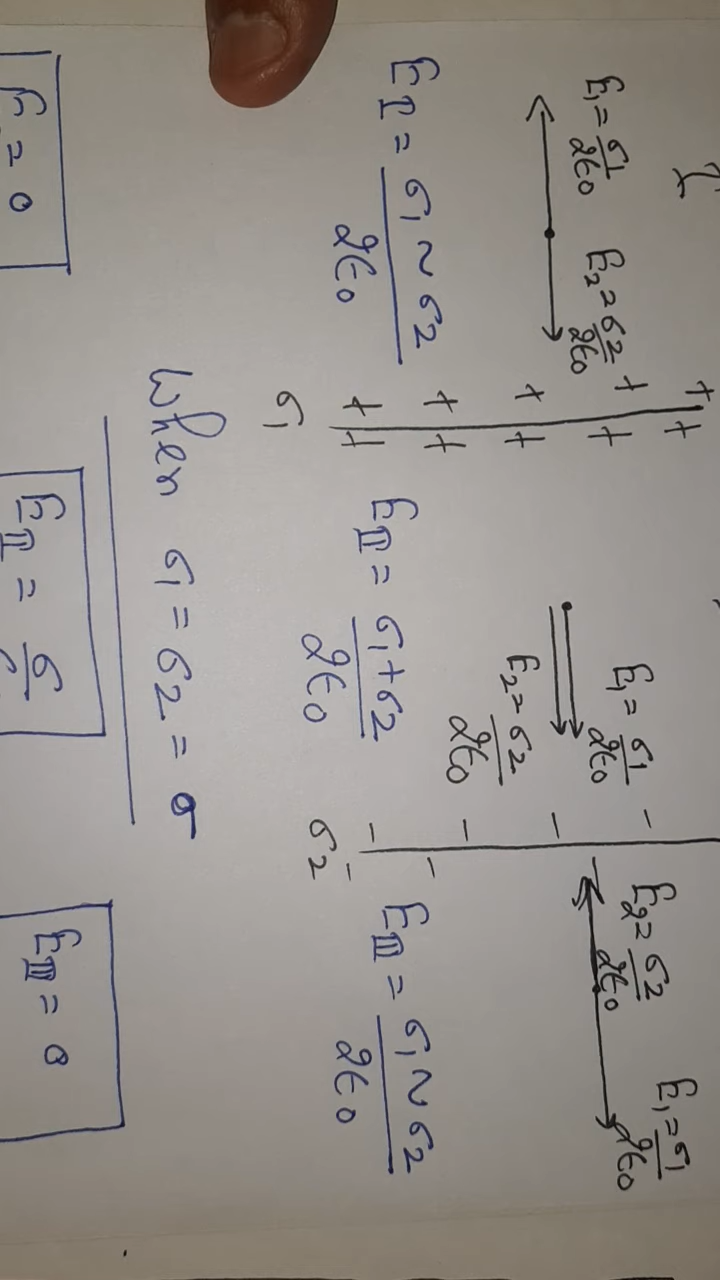 I
E₁ = σ₁/2ε₀ E₂ = σ₂/2ε₀ E₁ = σ₁/2ε₀ E₂ = σ₂/2ε₀ E₁ = σ₁/2ε₀
E₂ = σ₂/2ε₀
+ + + + + - - - -
+ + + + + - - -
E_I = σ₁ ~ σ₂/2ε₀ E_II = σ₁ + σ₂/2ε₀ E_III = σ₁ ~ σ₂/2ε₀
σ₁ σ₂
When σ₁ = σ₂ = σ
E = 0 E_II = σ E_III = 0